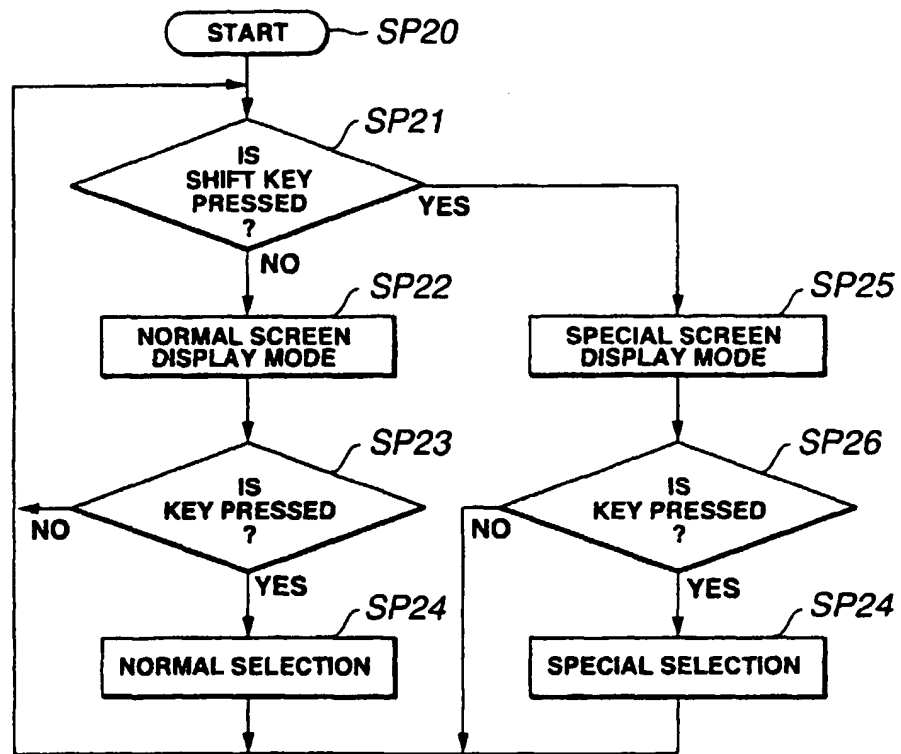 START
SP20
SP21
IS
SHIFT KEY
PRESSED
?
YES
NO
SP22
NORMAL SCREEN
DISPLAY MODE
SP25
SPECIAL SCREEN
DISPLAY MODE
SP23
IS
KEY PRESSED
?
NO
YES
SP26
IS
KEY PRESSED
?
NO
YES
SP24
NORMAL SELECTION
SP24
SPECIAL SELECTION